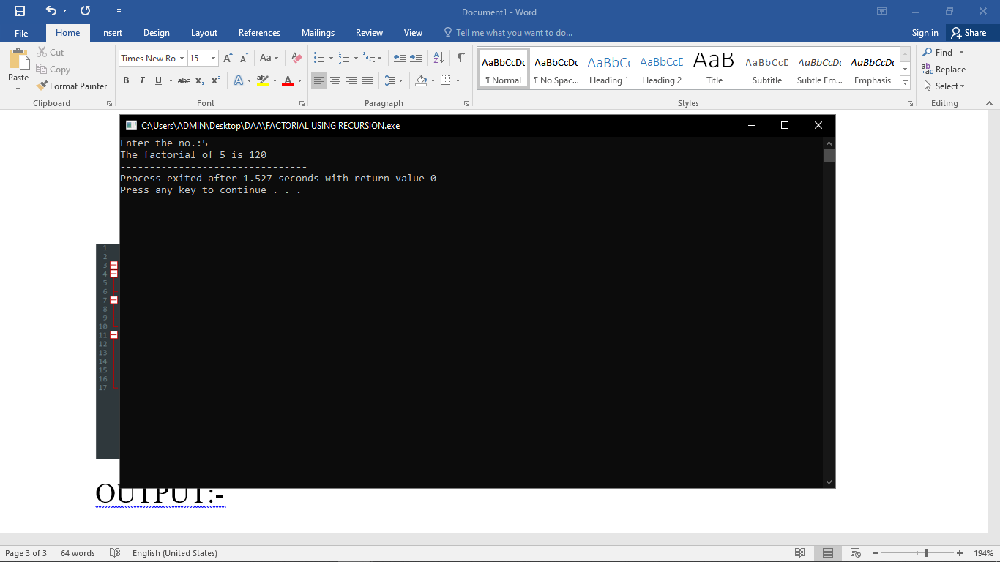 Document1 - Word
File Home Insert Design Layout References Mailings Review View Tell me what you want to do... Sign in Share
Paste
Cut
Copy
Format Painter
Clipboard
Times New Ro 15 Aa
B I U abc x₂ x² A A
Font
Paragraph
AaBbCcDc AaBbCcDc AaBbCc AaBbCcD AaB AaBbCcD AaBbCcDc AaBbCcDc
¶ Normal ¶ No Spac... Heading 1 Heading 2 Title Subtitle Subtle Em... Emphasis
Styles
Find
Replace
Select
Editing
C:\Users\ADMIN\Desktop\DAA\FACTORIAL USING RECURSION.exe
Enter the no.:5
The factorial of 5 is 120
--------------------------------
Process exited after 1.527 seconds with return value 0
Press any key to continue . . .
1
2
3
4
5
6
7
8
9
10
11
12
13
14
15
16
17
OUTPUT:-
Page 3 of 3 64 words English (United States) 194%